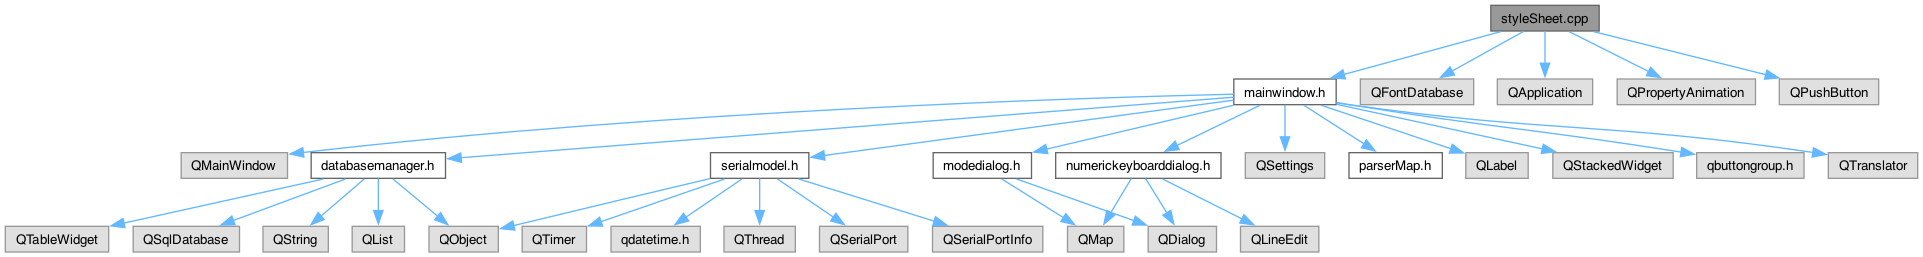 styleSheet.cpp
mainwindow.h
QFontDatabase
QApplication
QPropertyAnimation
QPushButton
QMainWindow
databasemanager.h
serialmodel.h
modedialog.h
numerickeyboarddialog.h
QSettings
parserMap.h
QLabel
QStackedWidget
qbuttongroup.h
QTranslator
QTableWidget
QSqlDatabase
QString
QList
QObject
QTimer
qdatetime.h
QThread
QSerialPort
QSerialPortInfo
QMap
QDialog
QLineEdit